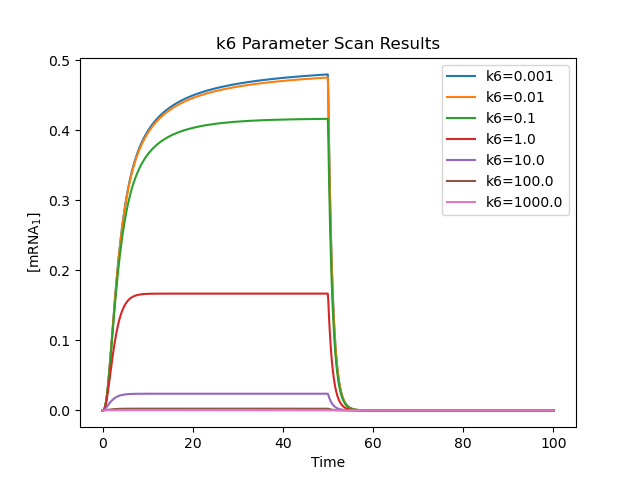 k6 Parameter Scan Results
[mRNA₁]
0.5
0.4
0.3
0.2
0.1
0.0
0
20
40
60
80
100
Time
k6=0.001
k6=0.01
k6=0.1
k6=1.0
k6=10.0
k6=100.0
k6=1000.0